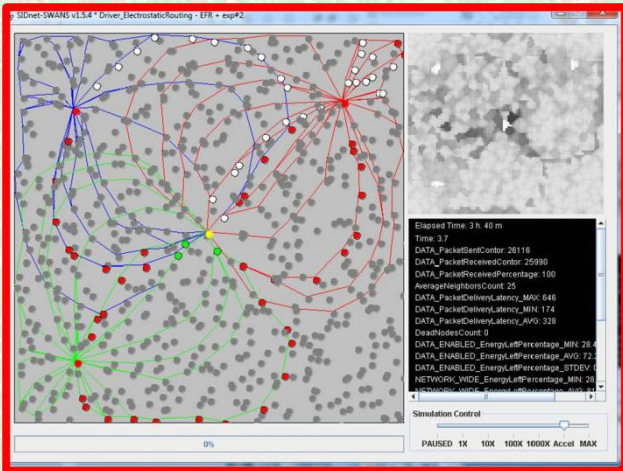 SIDnet-SWANS v1.5.4 * Driver_ElectrostaticRouting - EFR + exp#2
Elapsed Time: 3 h. 40 m
Time: 3.7
DATA_PacketSentContor: 26116
DATA_PacketReceivedContor: 25990
DATA_PacketReceivedPercentage: 100
AverageNeighborsCount: 25
DATA_PacketDeliveryLatency_MAX: 646
DATA_PacketDeliveryLatency_MIN: 174
DATA_PacketDeliveryLatency_AVG: 328
DeadNodesCount: 0
DATA_ENABLED_EnergyLeftPercentage_MIN: 28.4
DATA_ENABLED_EnergyLeftPercentage_AVG: 72.2
DATA_ENABLED_EnergyLeftPercentage_STDEV: 0
NETWORK_WIDE_EnergyLeftPercentage_MIN: 28.
Simulation Control
0%
PAUSED 1X 10X 100X 1000X Accel MAX